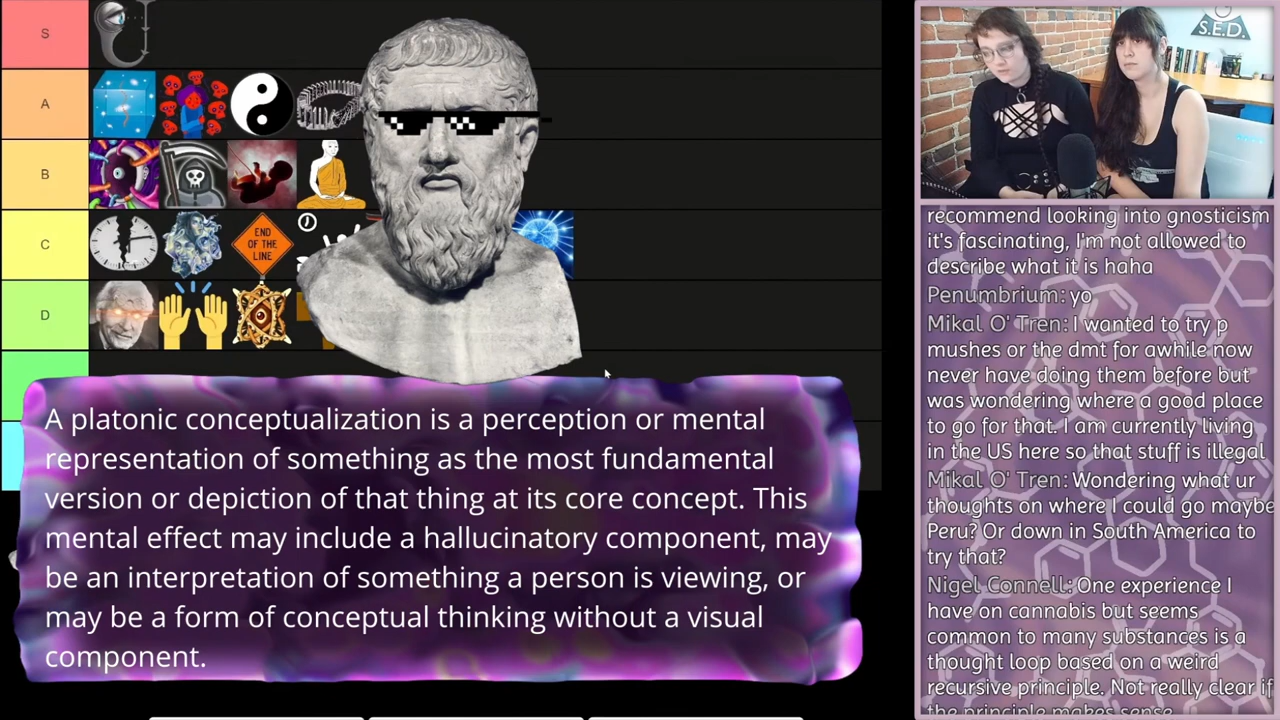 S
A
B
C
D
END
OF THE
LINE
A platonic conceptualization is a perception or mental
representation of something as the most fundamental
version or depiction of that thing at its core concept. This
mental effect may include a hallucinatory component, may
be an interpretation of something a person is viewing, or
may be a form of conceptual thinking without a visual
component.
S.E.D.
recommend looking into gnosticism
it's fascinating, I'm not allowed to
describe what it is haha
Penumbrium: yo
Mikal O' Tren: I wanted to try p
mushes or the dmt for awhile now
never have doing them before but
was wondering where a good place
to go for that. I am currently living
in the US here so that stuff is illegal
Mikal O' Tren: Wondering what ur
thoughts on where I could go maybe
Peru? Or down in South America to
try that?
Nigel Connell: One experience I
have on cannabis but seems
common to many substances is a
thought loop based on a weird
recursive principle. Not really clear if
the principle makes sense